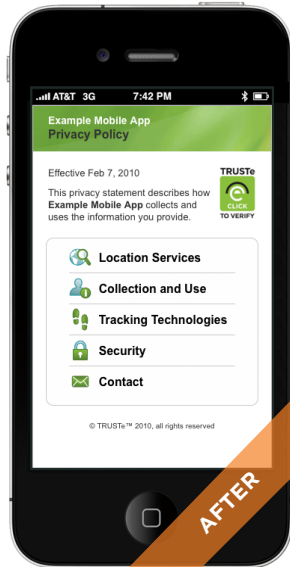 AT&T 3G 7:42 PM
Example Mobile App
Privacy Policy
Effective Feb 7, 2010
This privacy statement describes how
Example Mobile App collects and
uses the information you provide.
TRUSTe
CLICK
TO VERIFY
Location Services
Collection and Use
Tracking Technologies
Security
Contact
© TRUSTe™ 2010, all rights reserved
AFTER